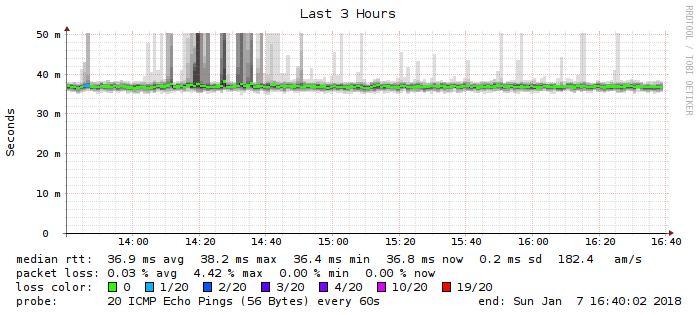 Last 3 Hours
RRDTOOL / TOBI OETIKER
Seconds
50 m
40 m
30 m
20 m
10 m
0
14:00 14:20 14:40 15:00 15:20 15:40 16:00 16:20 16:40
median rtt: 36.9 ms avg 38.2 ms max 36.4 ms min 36.8 ms now 0.2 ms sd 182.4 am/s
packet loss: 0.03 % avg 4.42 % max 0.00 % min 0.00 % now
loss color: 0 1/20 2/20 3/20 4/20 10/20 19/20
probe: 20 ICMP Echo Pings (56 Bytes) every 60s end: Sun Jan 7 16:40:02 2018